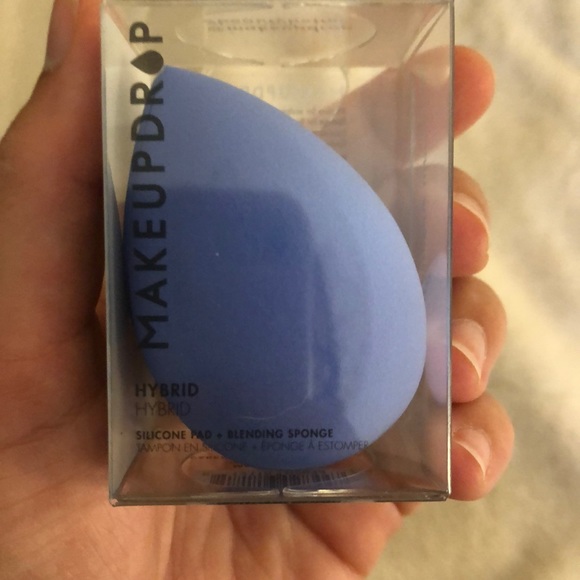 MAKEUPDROP
HYBRID
HYBRID
SILICONE PAD + BLENDING SPONGE
TAMPON EN SILICONE + ÉPONGE À ESTOMPER